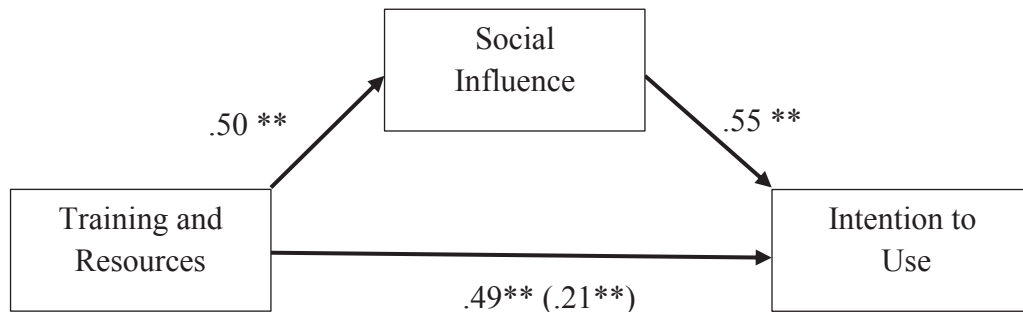 Social
Influence
.50 **
.55 **
Training and
Resources
Intention to
Use
.49** (.21**)